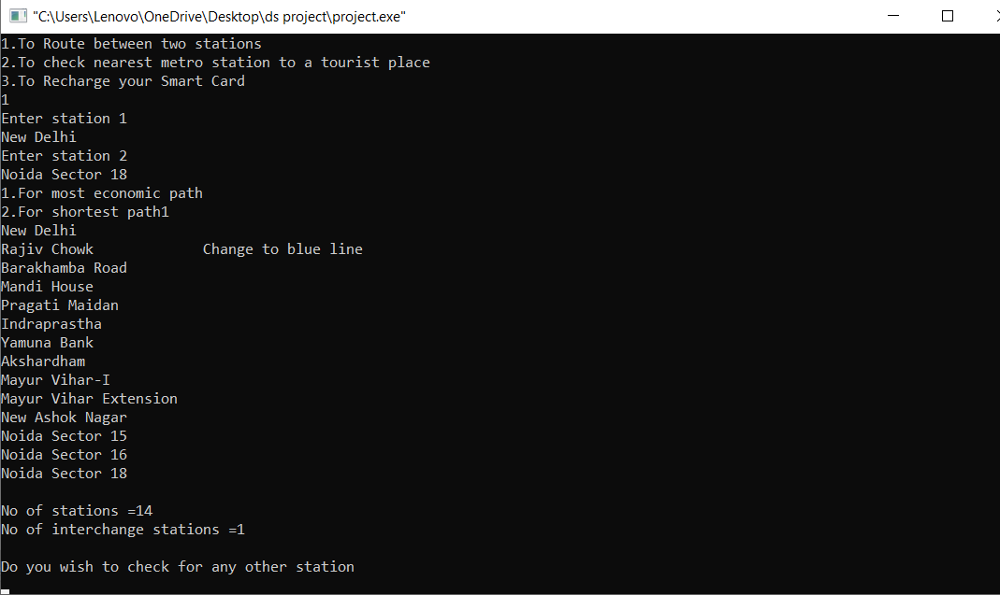 "C:\Users\Lenovo\OneDrive\Desktop\ds project\project.exe"
1.To Route between two stations
2.To check nearest metro station to a tourist place
3.To Recharge your Smart Card
1
Enter station 1
New Delhi
Enter station 2
Noida Sector 18
1.For most economic path
2.For shortest path1
New Delhi
Rajiv Chowk             Change to blue line
Barakhamba Road
Mandi House
Pragati Maidan
Indraprastha
Yamuna Bank
Akshardham
Mayur Vihar-I
Mayur Vihar Extension
New Ashok Nagar
Noida Sector 15
Noida Sector 16
Noida Sector 18
No of stations =14
No of interchange stations =1
Do you wish to check for any other station